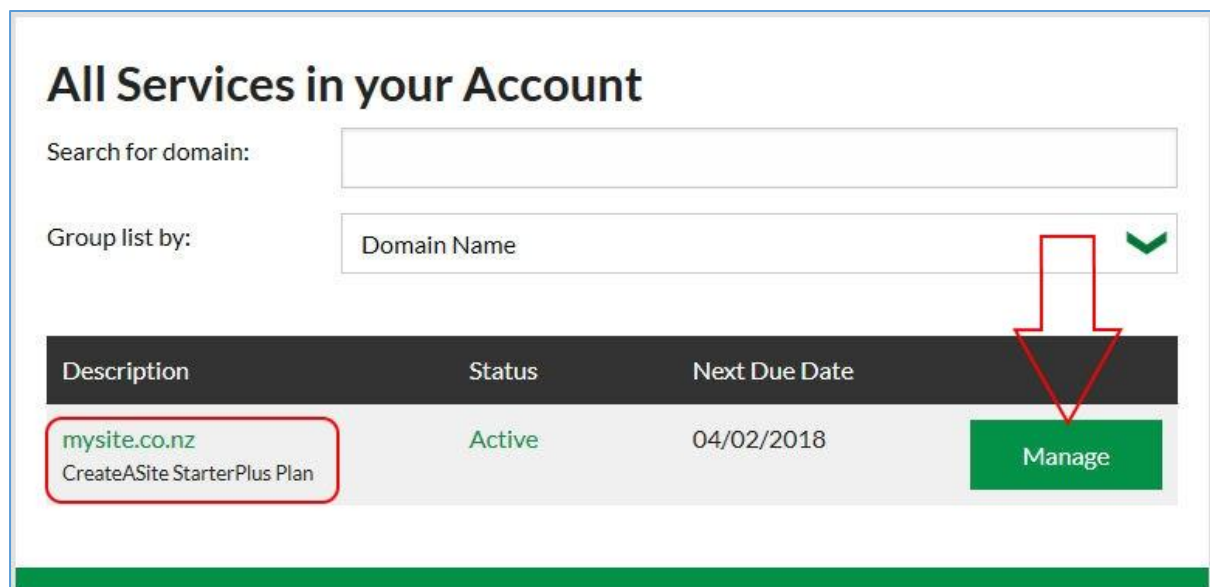 All Services in your Account
Search for domain:
Group list by:
Domain Name
Description Status Next Due Date
mysite.co.nz Active 04/02/2018 Manage
CreateASite StarterPlus Plan